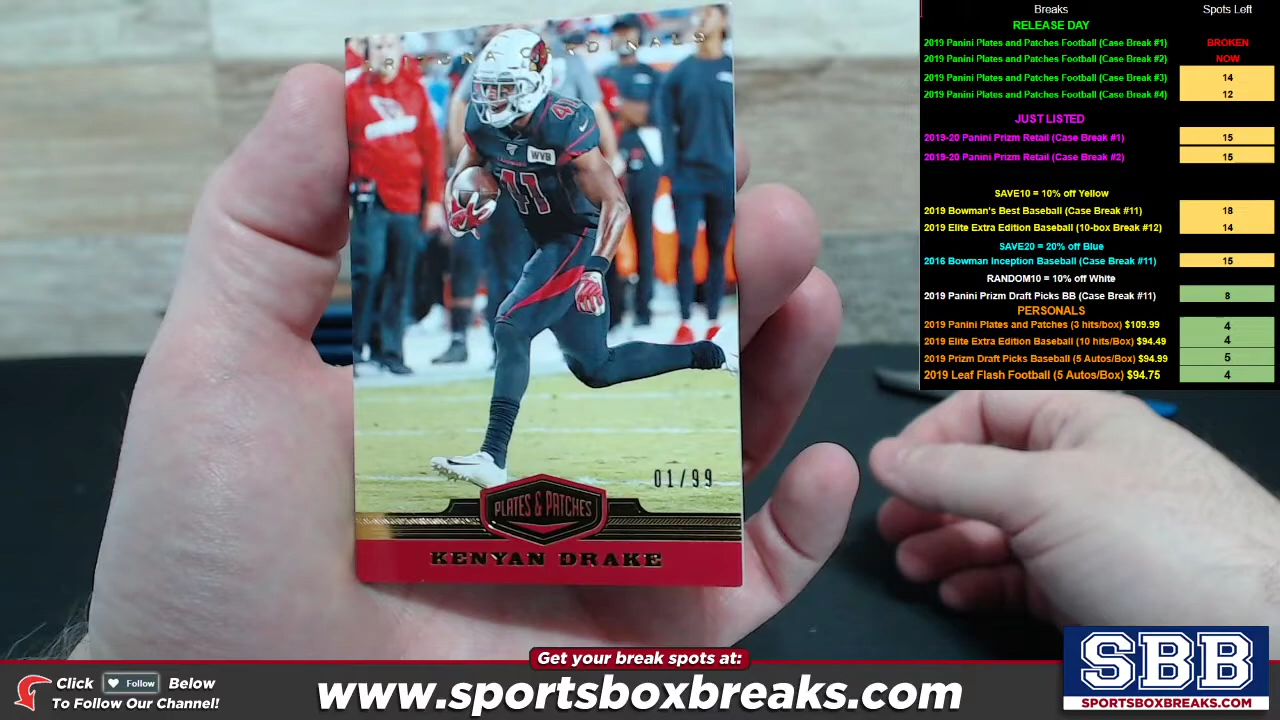 ARIZONA CARDINALS
41
WVB
41
01/99
PLATES & PATCHES
KENYAN DRAKE
Breaks Spots Left
RELEASE DAY
2019 Panini Plates and Patches Football (Case Break #1) BROKEN
2019 Panini Plates and Patches Football (Case Break #2) NOW
2019 Panini Plates and Patches Football (Case Break #3) 14
2019 Panini Plates and Patches Football (Case Break #4) 12
JUST LISTED
2019-20 Panini Prizm Retail (Case Break #1) 15
2019-20 Panini Prizm Retail (Case Break #2) 15
SAVE10 = 10% off Yellow
2019 Bowman's Best Baseball (Case Break #11) 18
2019 Elite Extra Edition Baseball (10-box Break #12) 14
SAVE20 = 20% off Blue
2016 Bowman Inception Baseball (Case Break #11) 15
RANDOM10 = 10% off White
2019 Panini Prizm Draft Picks BB (Case Break #11) 8
PERSONALS
2019 Panini Plates and Patches (3 hits/box) $109.99 4
2019 Elite Extra Edition Baseball (10 hits/Box) $94.49 4
2019 Prizm Draft Picks Baseball (5 Autos/Box) $94.99 5
2019 Leaf Flash Football (5 Autos/Box) $94.75 4
Get your break spots at:
Click Follow Below
To Follow Our Channel!
www.sportsboxbreaks.com
SBB
SPORTSBOXBREAKS.COM